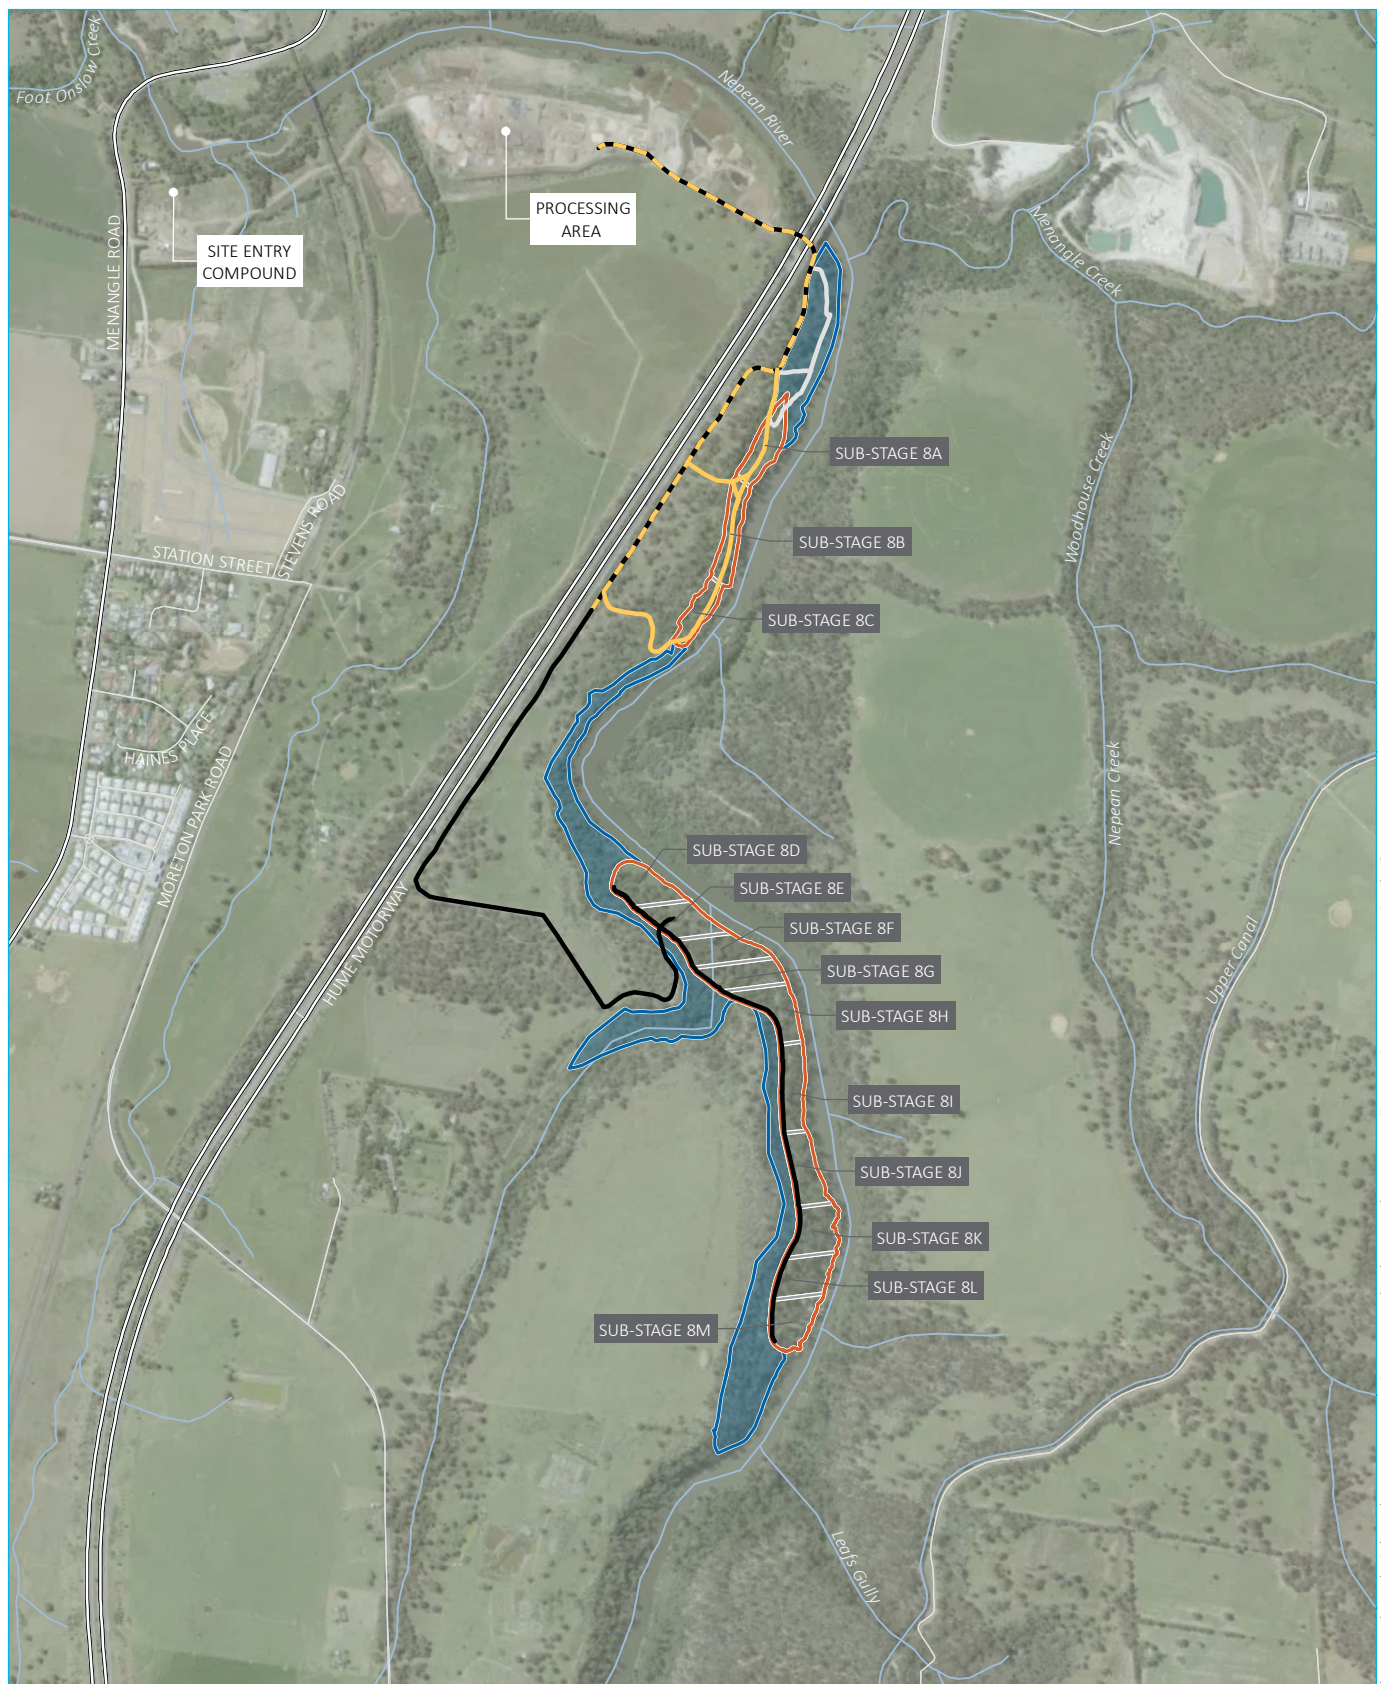 Foot Onslow Creek
Nepean River
PROCESSING
AREA
SITE ENTRY
COMPOUND
MENANGLE ROAD
Menangle Creek
SUB-STAGE 8A
Woodhouse Creek
STEVENS ROAD
SUB-STAGE 8B
STATION STREET
SUB-STAGE 8C
HAINES PLACE
MORETON PARK ROAD
Nepean Creek
SUB-STAGE 8D
SUB-STAGE 8E
SUB-STAGE 8F
HUME MOTORWAY
Upper Canal
SUB-STAGE 8G
SUB-STAGE 8H
SUB-STAGE 8I
SUB-STAGE 8J
SUB-STAGE 8K
SUB-STAGE 8L
SUB-STAGE 8M
Leafs Gully